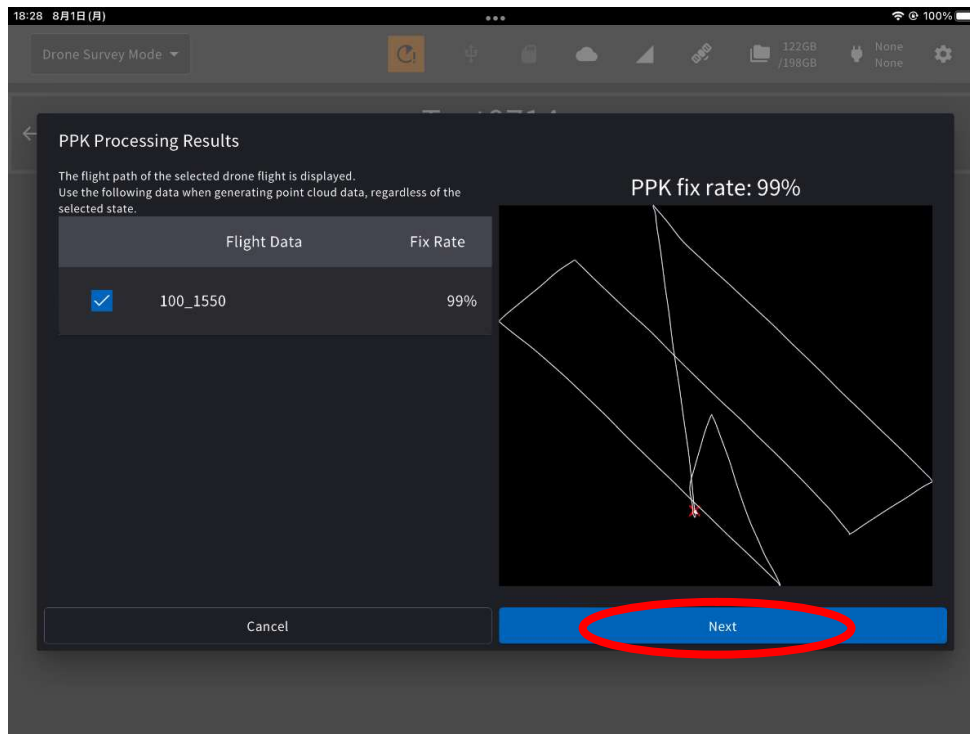 18:28 8月1日(月)
100%
Drone Survey Mode
122GB
/198GB
None
None
PPK Processing Results
The flight path of the selected drone flight is displayed.
Use the following data when generating point cloud data, regardless of the
selected state.
Flight Data Fix Rate
100_1550 99%
PPK fix rate: 99%
Cancel
Next